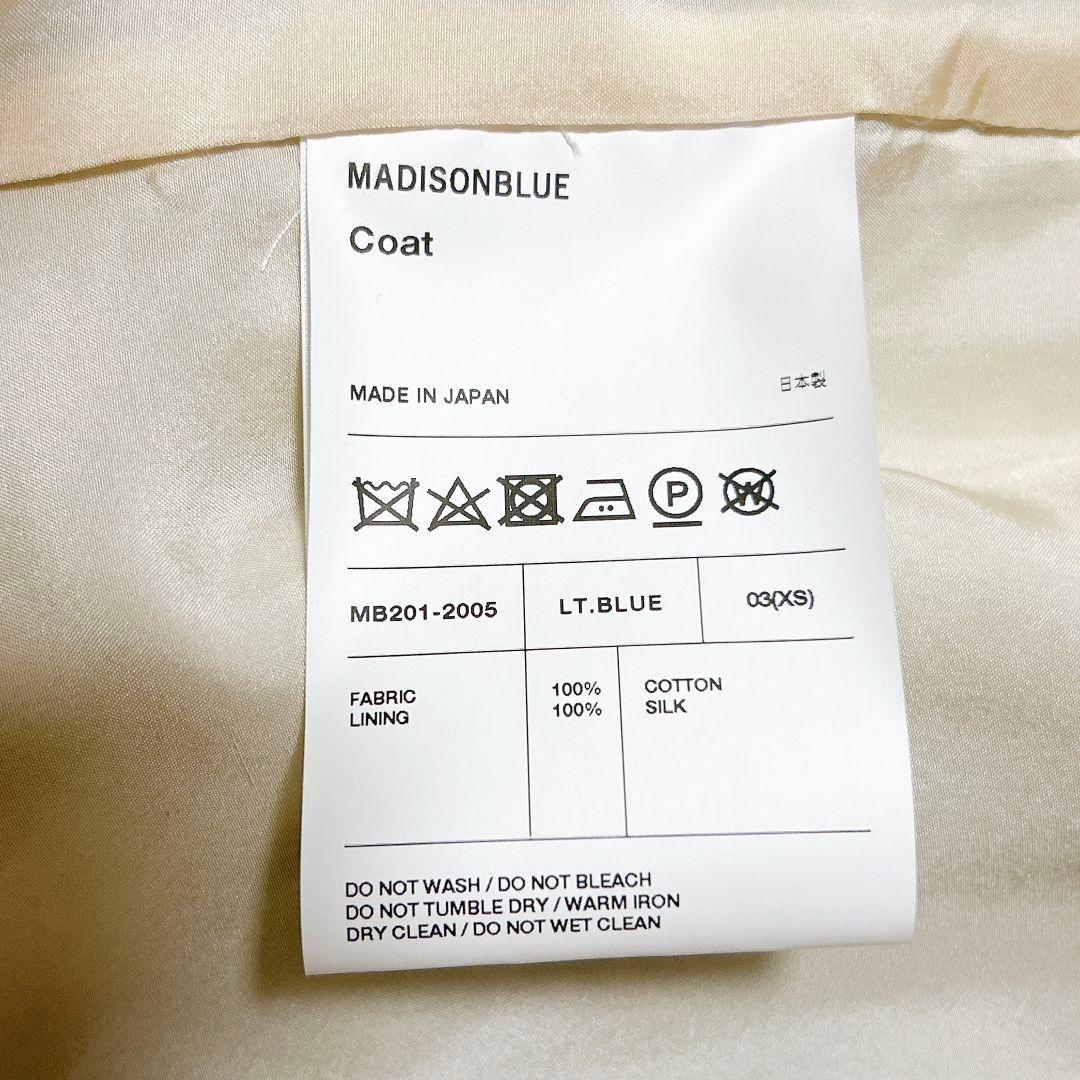 MADISONBLUE
Coat
MADE IN JAPAN 日本製
P W
MB201-2005 LT.BLUE 03(XS)
FABRIC 100% COTTON
LINING 100% SILK
DO NOT WASH / DO NOT BLEACH
DO NOT TUMBLE DRY / WARM IRON
DRY CLEAN / DO NOT WET CLEAN